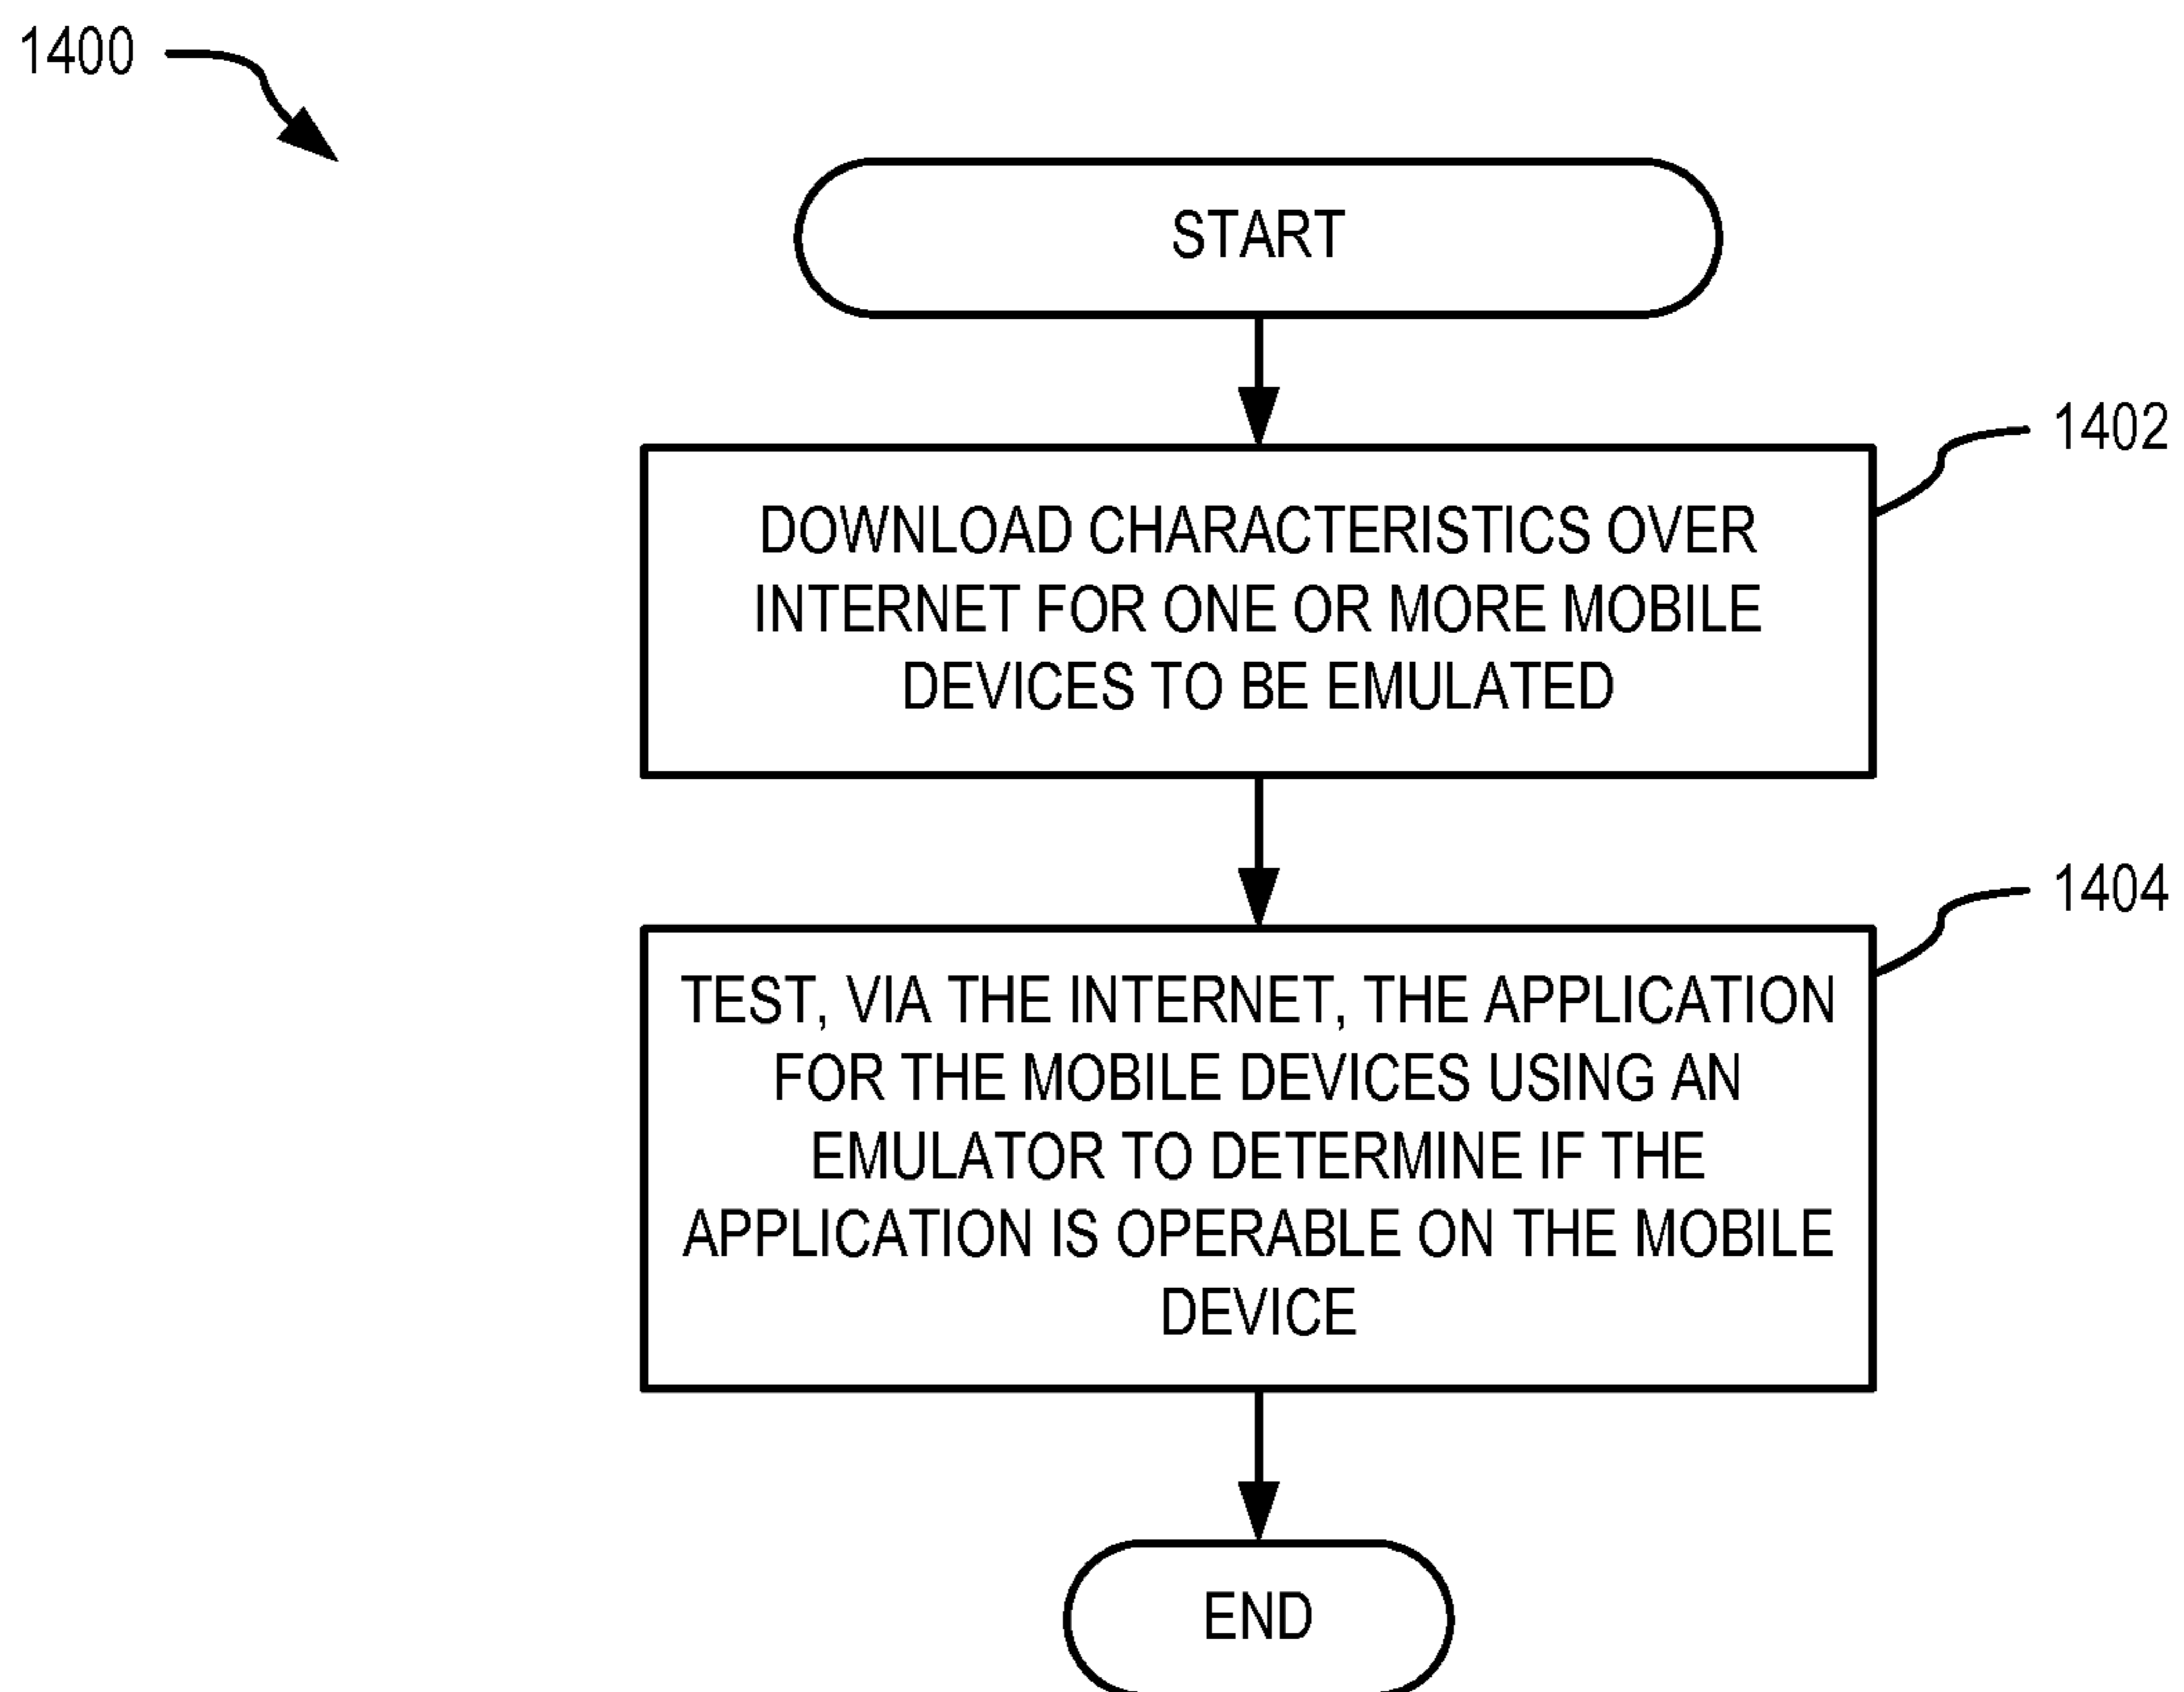 1400
START
1402
DOWNLOAD CHARACTERISTICS OVER
INTERNET FOR ONE OR MORE MOBILE
DEVICES TO BE EMULATED
1404
TEST, VIA THE INTERNET, THE APPLICATION
FOR THE MOBILE DEVICES USING AN
EMULATOR TO DETERMINE IF THE
APPLICATION IS OPERABLE ON THE MOBILE
DEVICE
END